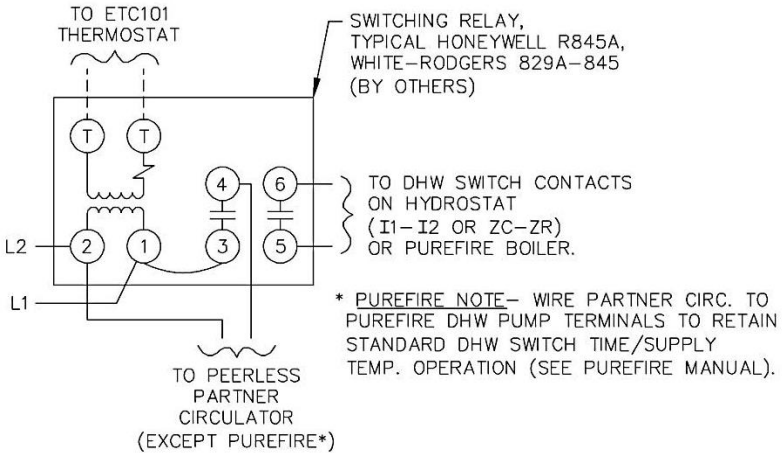 TO ETC101
THERMOSTAT
SWITCHING RELAY,
TYPICAL HONEYWELL R845A,
WHITE-RODGERS 829A-845
(BY OTHERS)
T
T
4
6
TO DHW SWITCH CONTACTS
ON HYDROSTAT
(I1-I2 OR ZC-ZR)
OR PUREFIRE BOILER.
L2
2
1
3
5
L1
* PUREFIRE NOTE- WIRE PARTNER CIRC. TO
PUREFIRE DHW PUMP TERMINALS TO RETAIN
STANDARD DHW SWITCH TIME/SUPPLY
TEMP. OPERATION (SEE PUREFIRE MANUAL).
TO PEERLESS
PARTNER
CIRCULATOR
(EXCEPT PUREFIRE*)